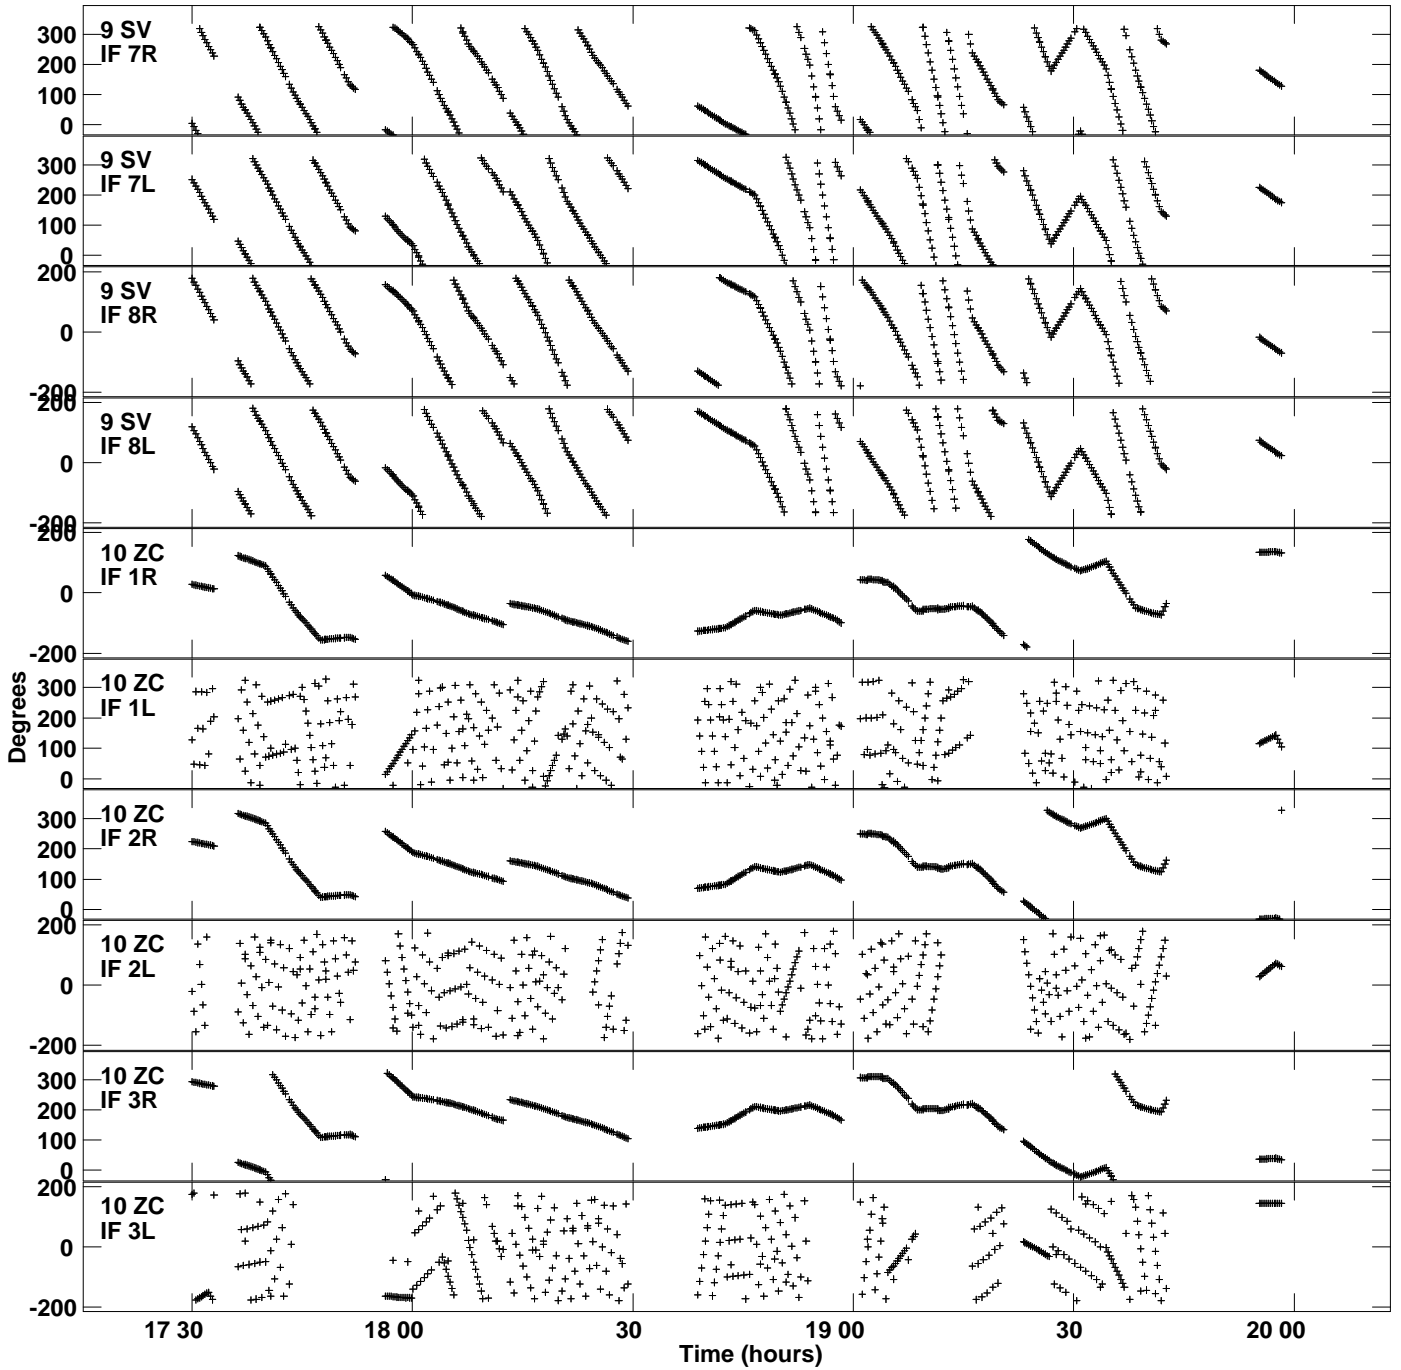 300
200
100
0
9 SV
IF 7R
300
200
100
0
9 SV
IF 7L
200
0
-200
9 SV
IF 8R
200
0
-200
9 SV
IF 8L
200
0
-200
10 ZC
IF 1R
300
200
100
0
10 ZC
IF 1L
Degrees
300
200
100
0
10 ZC
IF 2R
200
0
-200
10 ZC
IF 2L
300
200
100
0
10 ZC
IF 3R
200
0
-200
10 ZC
IF 3L
17 30 18 00 30 19 00 30 20 00
Time (hours)